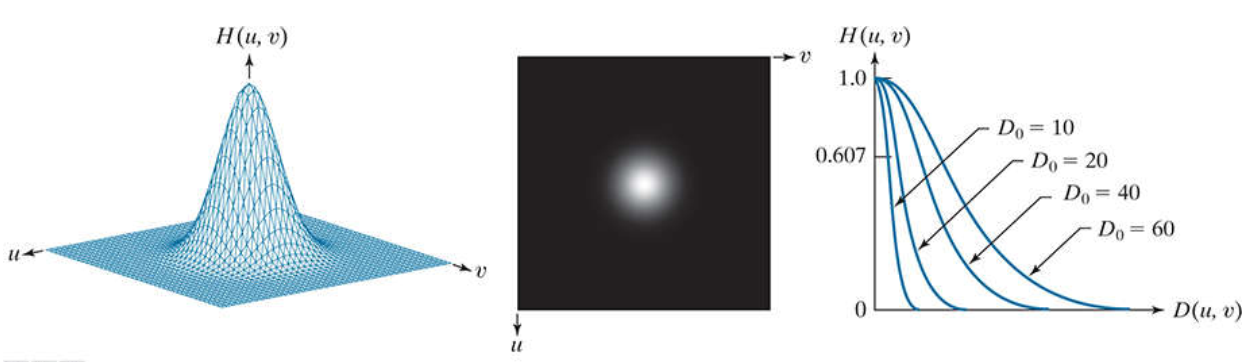 H(u, v)
u
v
v
u
H(u, v)
1.0
0.607
0
D₀ = 10
D₀ = 20
D₀ = 40
D₀ = 60
D(u, v)